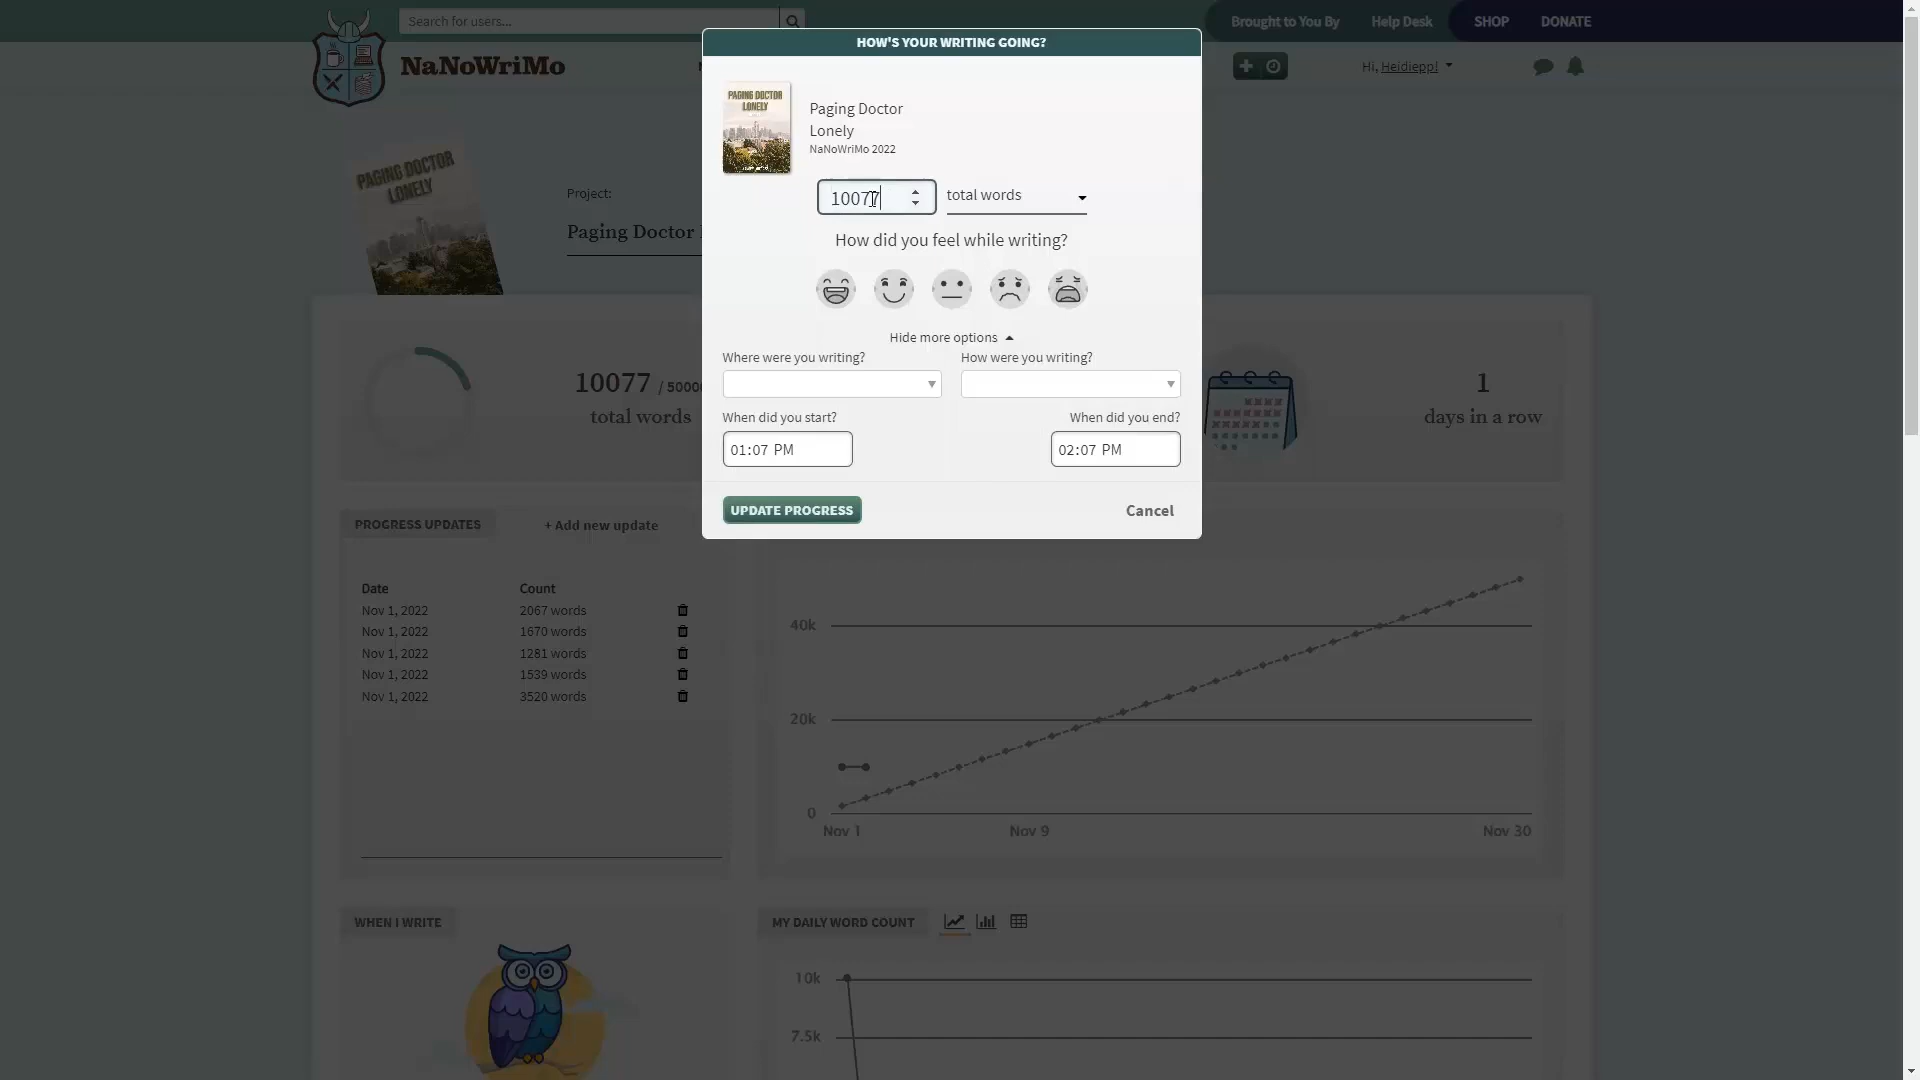 Search for users...
Brought to You By
Help Desk
SHOP
DONATE
NaNoWriMo
Hi, Heidiepp!
HOW'S YOUR WRITING GOING?
PAGING DOCTOR
LONELY
Paging Doctor
Lonely
NaNoWriMo 2022
10077
total words
How did you feel while writing?
Hide more options
Where were you writing?
How were you writing?
When did you start?
When did you end?
01:07 PM
02:07 PM
UPDATE PROGRESS
Cancel
PAGING DOCTOR
LONELY
Project:
Paging Doctor
10077 / 50000
total words
1
days in a row
PROGRESS UPDATES
+ Add new update
Date Count
Nov 1, 2022 2067 words
Nov 1, 2022 1670 words
Nov 1, 2022 1281 words
Nov 1, 2022 1539 words
Nov 1, 2022 3520 words
40k
20k
0
Nov 1
Nov 9
Nov 30
WHEN I WRITE
MY DAILY WORD COUNT
10k
7.5k